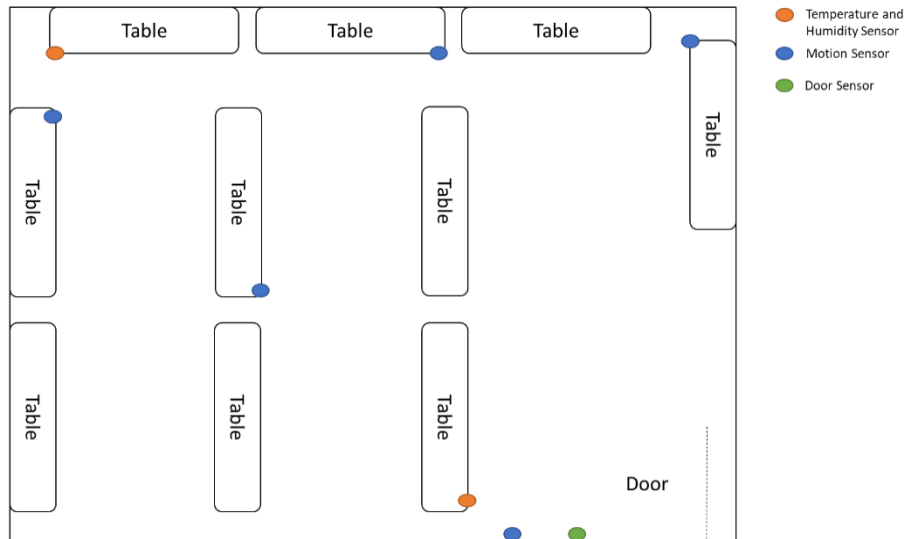 Table
Table
Table
Temperature and
Humidity Sensor
Motion Sensor
Door Sensor
Table
Table
Table
Table
Table
Table
Table
Door